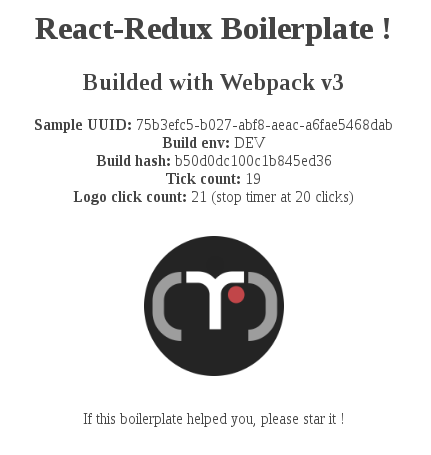 React-Redux Boilerplate !
Builded with Webpack v3
Sample UUID: 75b3efc5-b027-abf8-aeac-a6fae5468dab
Build env: DEV
Build hash: b50d0dc100c1b845ed36
Tick count: 19
Logo click count: 21 (stop timer at 20 clicks)
If this boilerplate helped you, please star it !